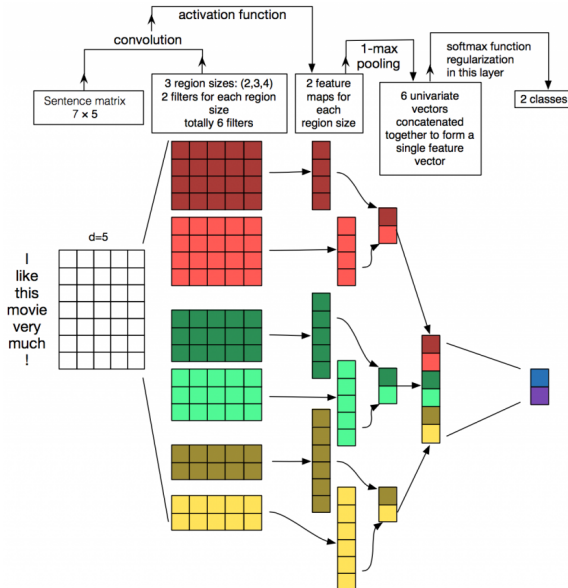 activation function
convolution
1-max
pooling
softmax function
regularization
in this layer
Sentence matrix
7 × 5
3 region sizes: (2,3,4)
2 filters for each region
size
totally 6 filters
2 feature
maps for
each
region size
6 univariate
vectors
concatenated
together to form a
single feature
vector
2 classes
d=5
I
like
this
movie
very
much
!